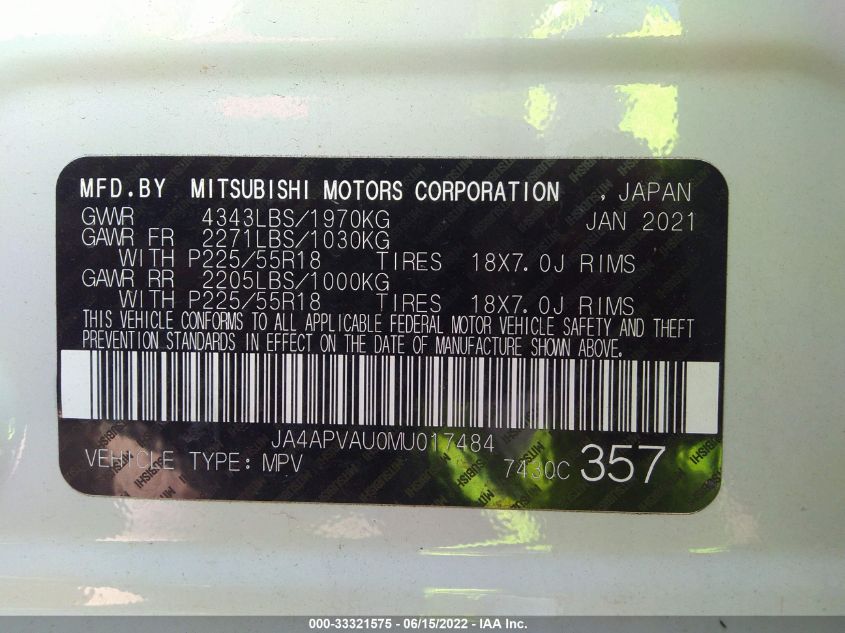 MFD.BY MITSUBISHI MOTORS CORPORATION , JAPAN
GVWR 4343LBS/1970KG JAN 2021
GAWR FR 2271LBS/1030KG
WITH P225/55R18 TIRES 18X7.0J RIMS
GAWR RR 2205LBS/1000KG
WITH P225/55R18 TIRES 18X7.0J RIMS
THIS VEHICLE CONFORMS TO ALL APPLICABLE FEDERAL MOTOR VEHICLE SAFETY AND THEFT
PREVENTION STANDARDS IN EFFECT ON THE DATE OF MANUFACTURE SHOWN ABOVE.
JA4APVAU0MU017484
VEHICLE TYPE: MPV 7430C 357
000-33321575 - 06/15/2022 - IAA Inc.